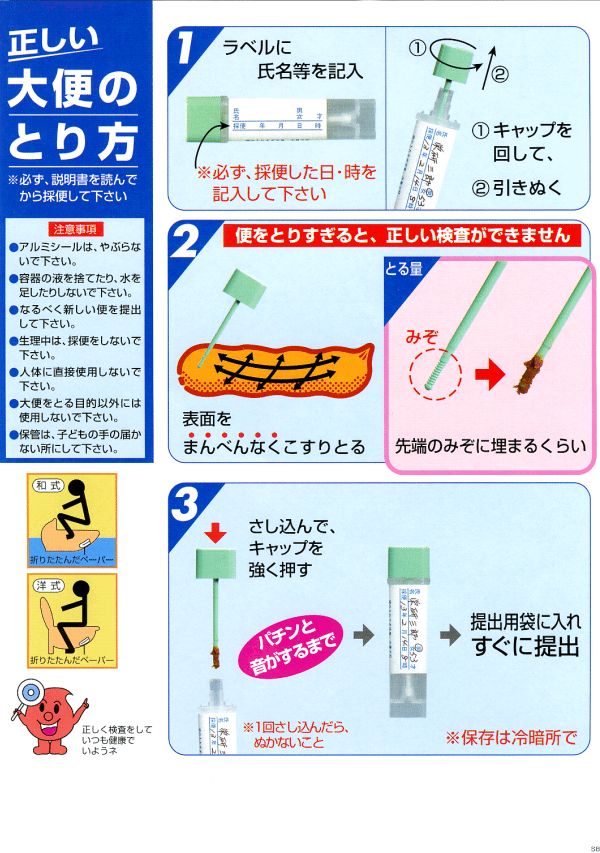 正しい
大便の
とり方
※必ず、説明書を読んで
から採便して下さい
注意事項
●アルミシールは、やぶらな
いで下さい。
●容器の液を捨てたり、水を
足したりしないで下さい。
●なるべく新しい便を提出
して下さい。
●生理中は、採便をしないで
下さい。
●人体に直接使用しないで
下さい。
●大便をとる目的以外には
使用しないで下さい。
●保管は、子どもの手の届か
ない所にして下さい。
和式
折りたたんだペーパー
洋式
折りたたんだペーパー
正しく検査をして
いつも健康で
いようネ
1
ラベルに
氏名等を記入
氏名
男
女
才
採便 年 月 日 時
※必ず、採便した日・時を
記入して下さい
①
②
① キャップを
回して、
② 引きぬく
2
便をとりすぎると、正しい検査ができません
表面を
まんべんなくこすりとる
とる量
みぞ
先端のみぞに埋まるくらい
3
さし込んで、
キャップを
強く押す
パチンと
音がするまで
※1回さし込んだら、
ぬかないこと
提出用袋に入れ
すぐに提出
※保存は冷暗所で